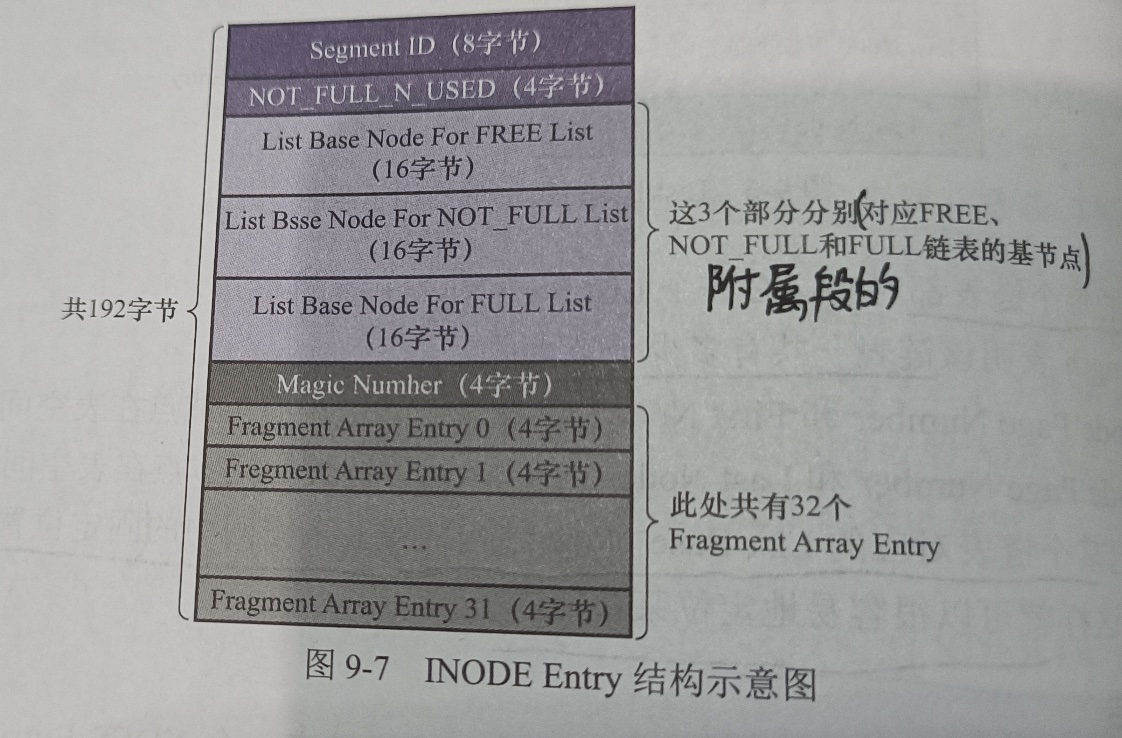 Segment ID（8字节）
NOT_FULL_N_USED（4字节）
List Base Node For FREE List
（16字节）
List Bsse Node For NOT_FULL List
（16字节）
List Base Node For FULL List
（16字节）
Magic Numher（4字节）
Fragment Array Entry 0（4字节）
Fregment Array Entry 1（4字节）
...
Fragment Array Entry 31（4字节）
共192字节
这3个部分分别(对应FREE、
NOT_FULL和FULL链表的基节点)
附属段的
此处共有32个
Fragment Array Entry
图 9-7 INODE Entry 结构示意图